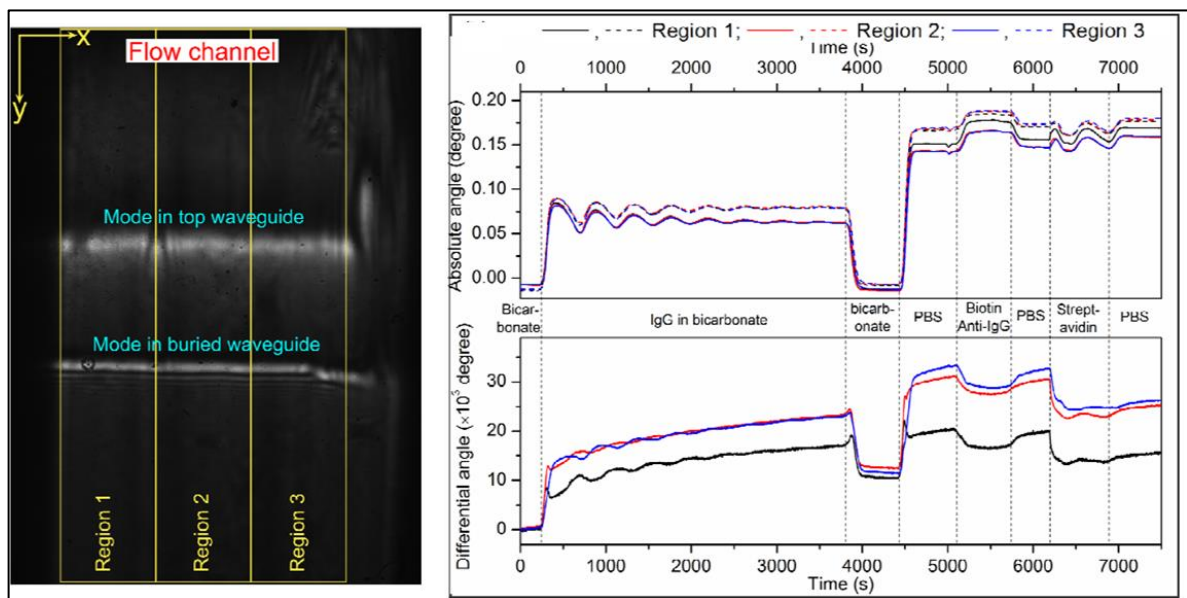 x
Flow channel
y
Mode in top waveguide
Mode in buried waveguide
Region 1
Region 2
Region 3
, Region 1; , Region 2; , Region 3
Time (s)
0 1000 2000 3000 4000 5000 6000 7000
Absolute angle (degree)
0.20
0.15
0.10
0.05
0.00
Bicar-
bonate
IgG in bicarbonate
bicarb-
onate
PBS
Biotin
Anti-IgG
PBS
Strept-
avidin
PBS
Differential angle (×10³ degree)
30
20
10
0
0 1000 2000 3000 4000 5000 6000 7000
Time (s)